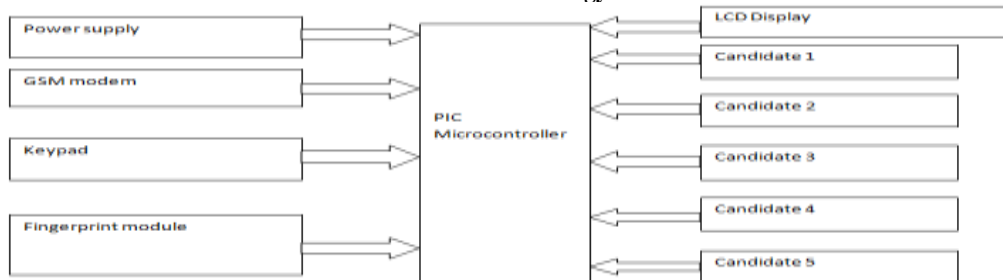 Power supply
GSM modem
Keypad
Fingerprint module
PIC
Microcontroller
LCD Display
Candidate 1
Candidate 2
Candidate 3
Candidate 4
Candidate 5